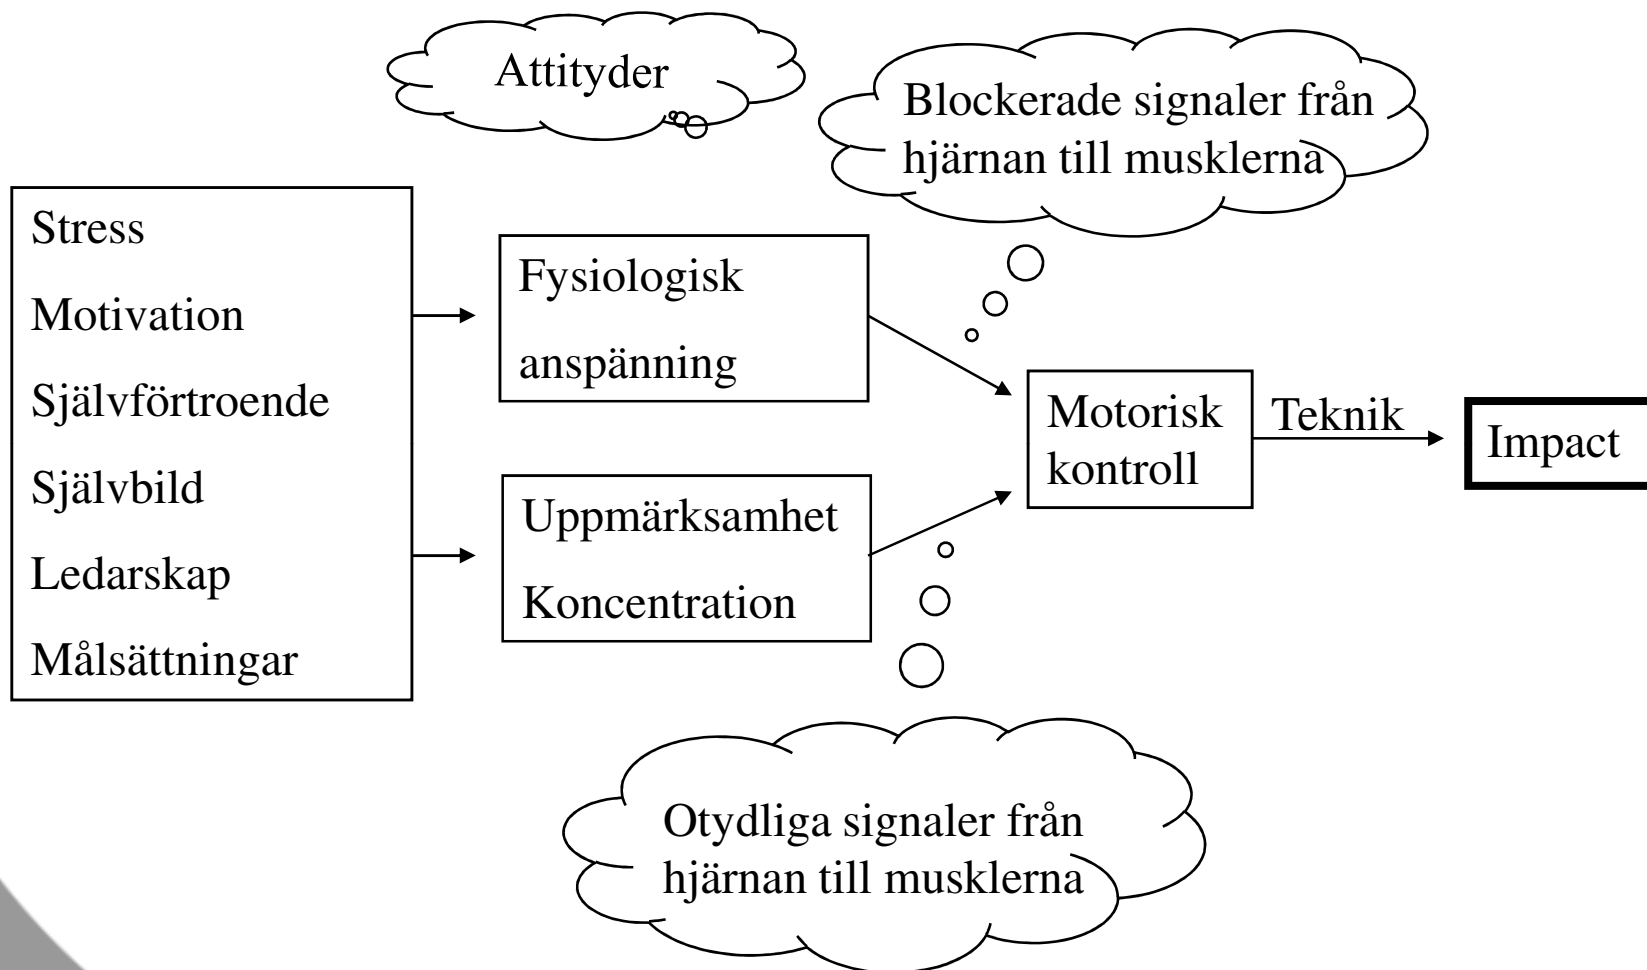 Attityder
Blockerade signaler från
hjärnan till musklerna
Stress
Motivation
Självförtroende
Självbild
Ledarskap
Målsättningar
Fysiologisk
anspänning
Uppmärksamhet
Koncentration
Motorisk
kontroll
Teknik
Impact
Otydliga signaler från
hjärnan till musklerna